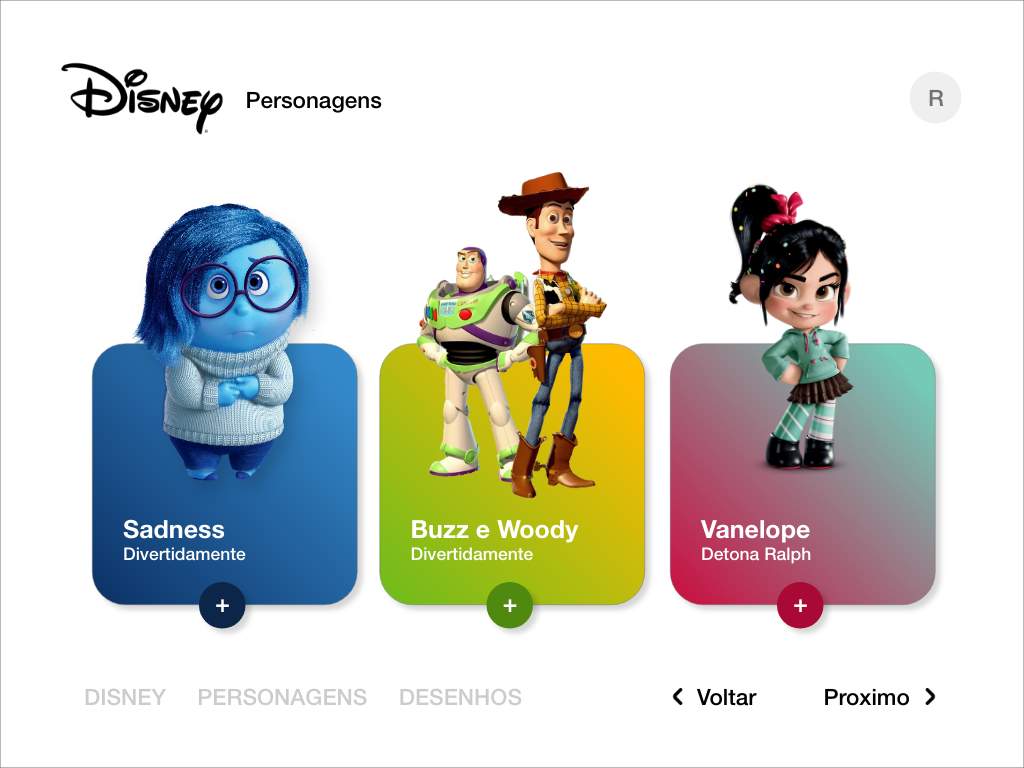 Disney
Personagens
R
Sadness
Divertidamente
+
Buzz e Woody
Divertidamente
+
Vanelope
Detona Ralph
+
DISNEY PERSONAGENS DESENHOS
Voltar
Proximo